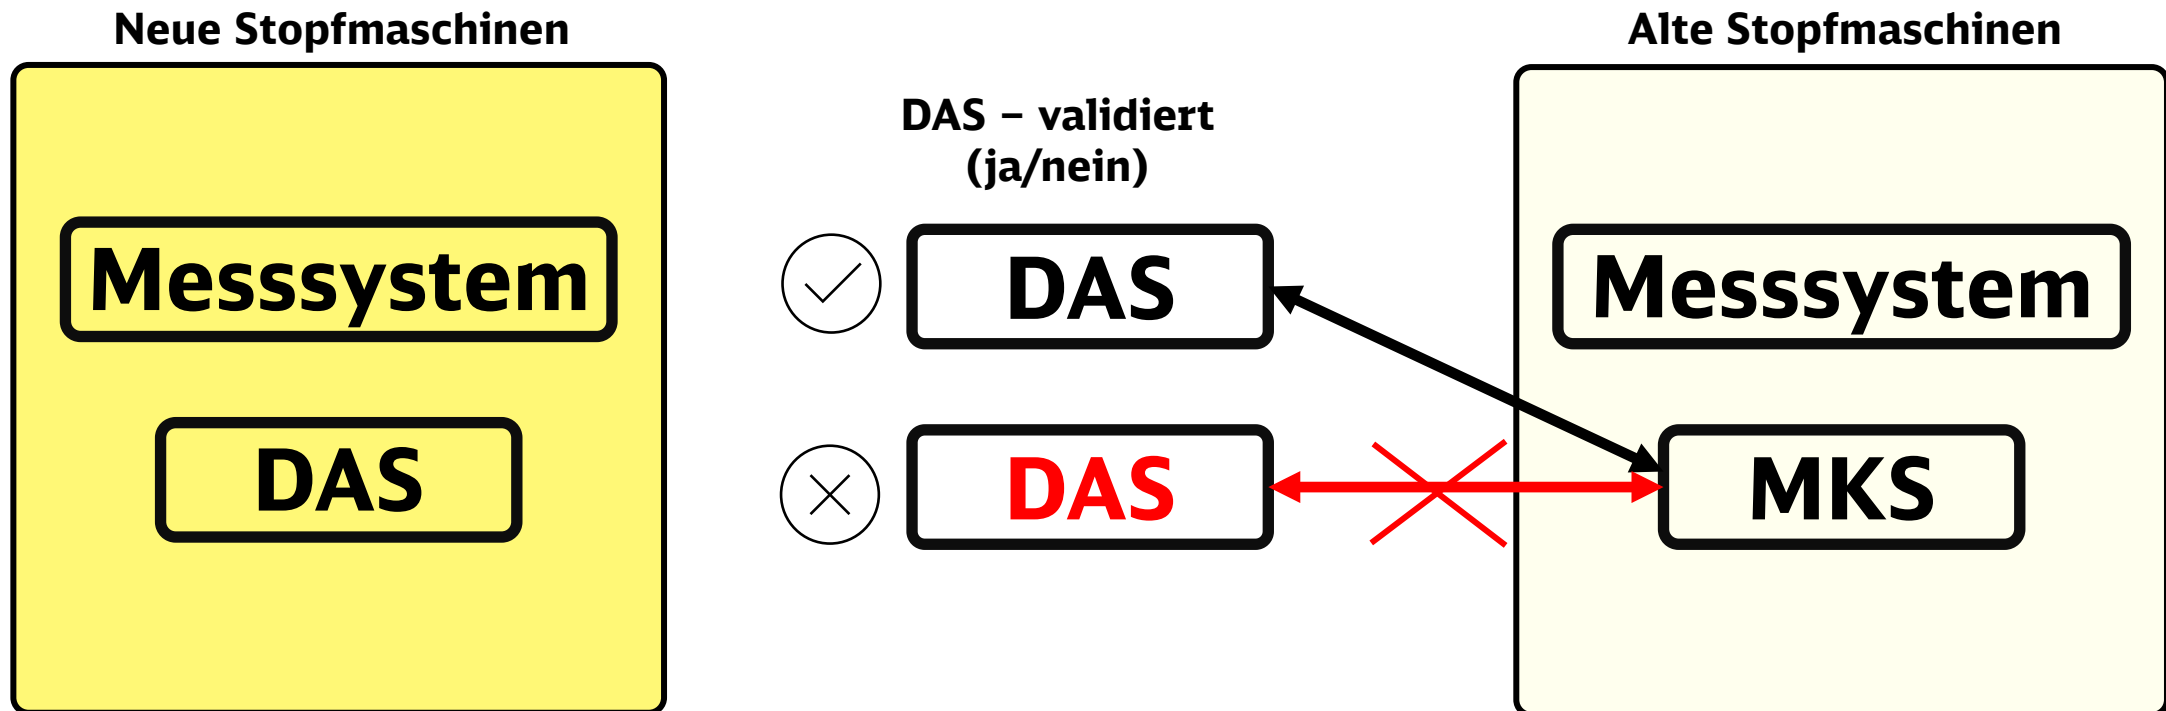 Neue Stopfmaschinen
Messsystem
DAS
DAS – validiert
(ja/nein)
DAS
DAS
Alte Stopfmaschinen
Messsystem
MKS